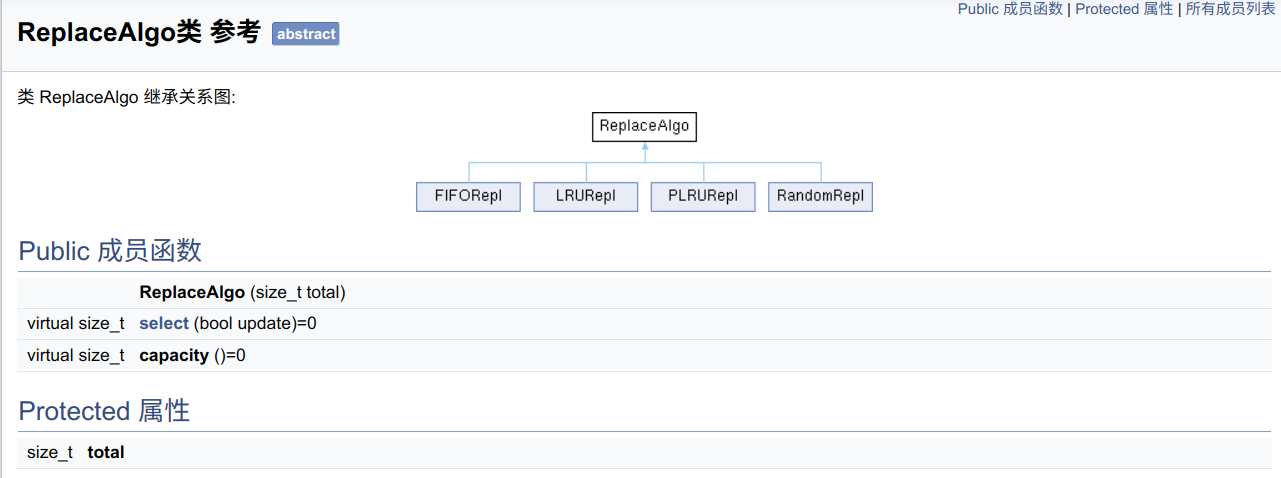 Public 成员函数 | Protected 属性 | 所有成员列表
ReplaceAlgo类 参考 abstract
类 ReplaceAlgo 继承关系图:
ReplaceAlgo
FIFORepl LRURepl PLRURepl RandomRepl
Public 成员函数
ReplaceAlgo (size_t total)
virtual size_t select (bool update)=0
virtual size_t capacity ()=0
Protected 属性
size_t total